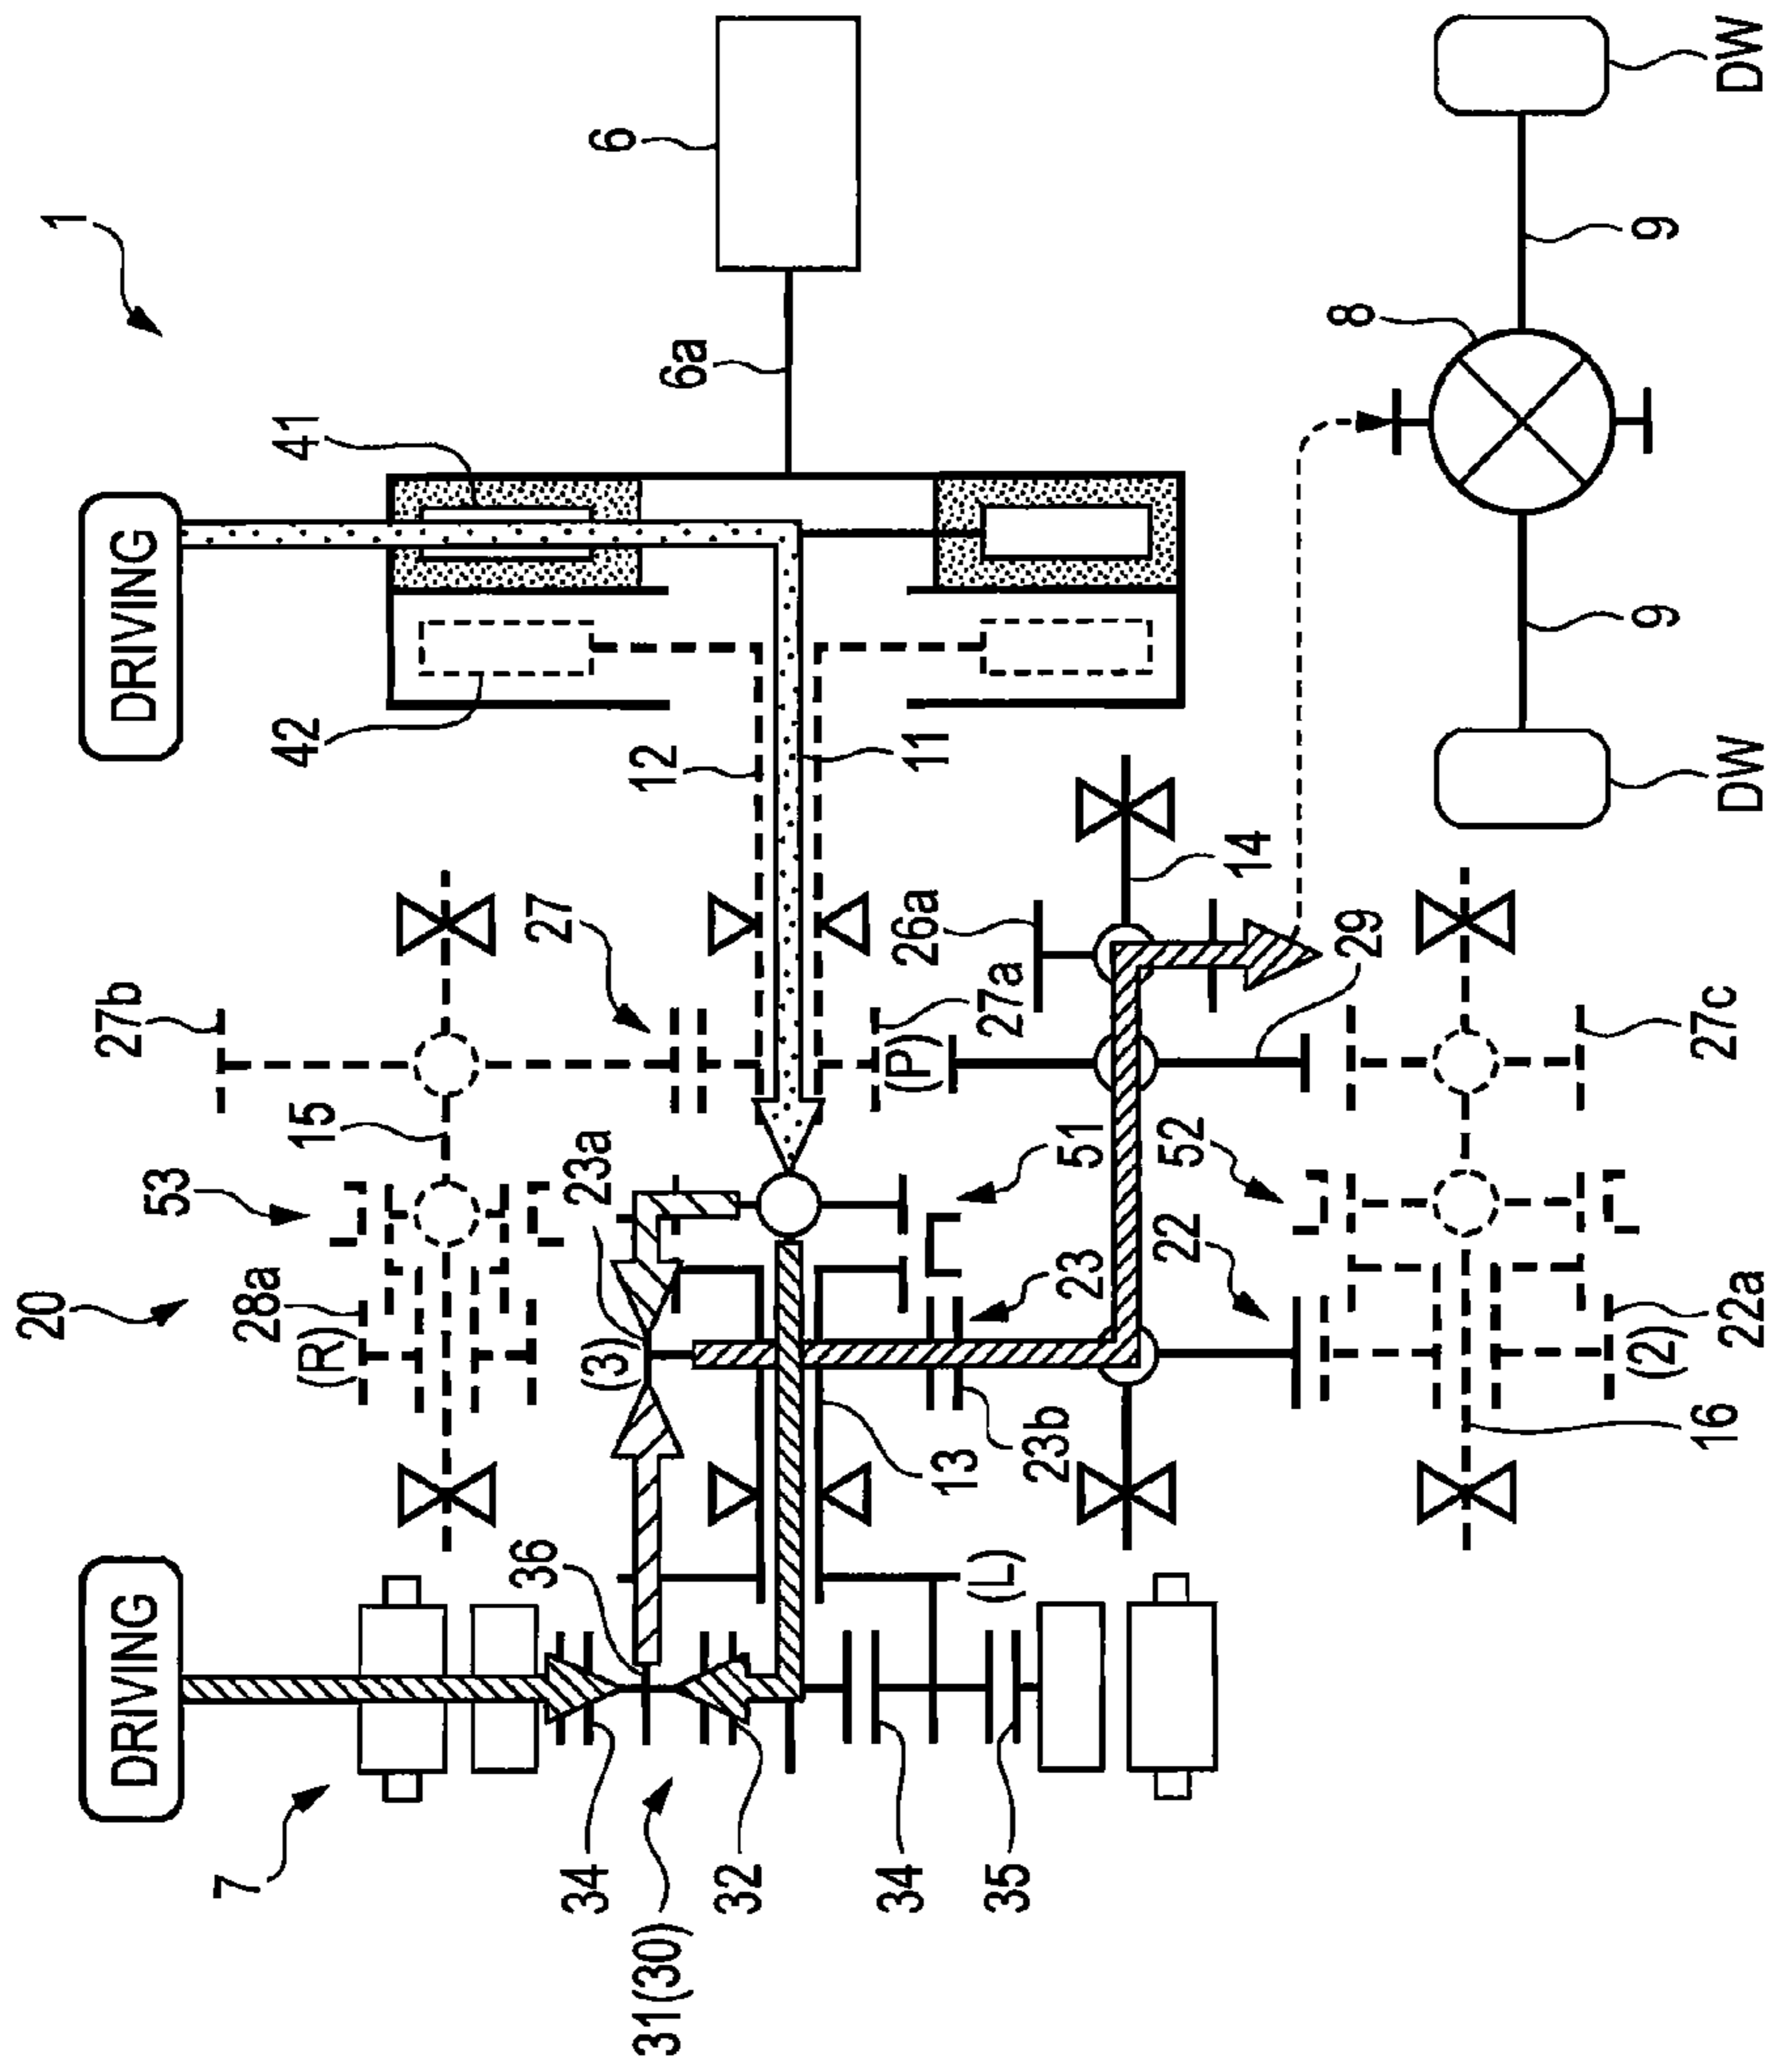 20
1
DRIVING
27b
DRIVING
53
7
28a
(R)
15
42
41
36
27
34
23a
(3)
6
31(30)
12
6a
32
34
26a
11
13
(L)
(P)
27a
35
23b
23
51
22
52
14
29
8
(2)
9
9
16
27c
22a
DW
DW